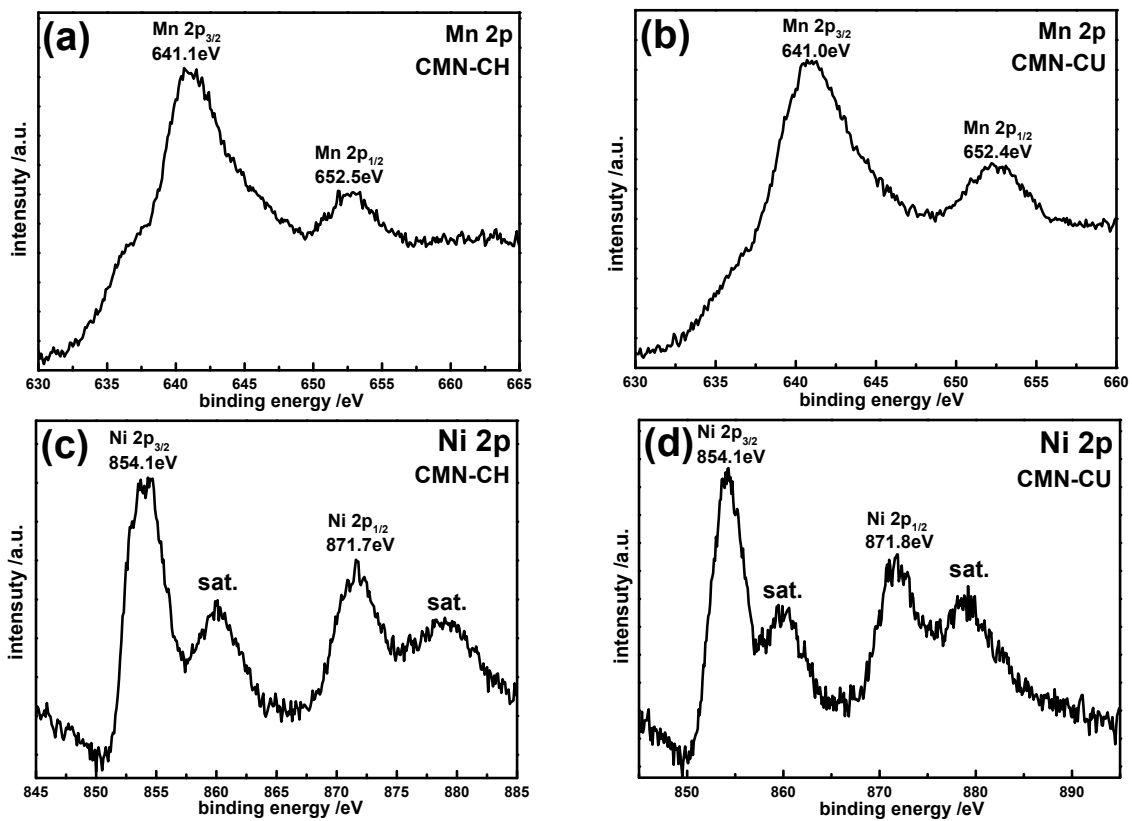 (a)
Mn 2p3/2
641.1eV
Mn 2p
CMN-CH
Mn 2p1/2
652.5eV
intensuty /a.u.
630 635 640 645 650 655 660 665
binding energy /eV
(b)
Mn 2p3/2
641.0eV
Mn 2p
CMN-CU
Mn 2p1/2
652.4eV
intensuty /a.u.
630 635 640 645 650 655 660
binding energy /eV
(c)
Ni 2p3/2
854.1eV
Ni 2p
CMN-CH
Ni 2p1/2
871.7eV
sat.
sat.
intensuty /a.u.
845 850 855 860 865 870 875 880 885
binding energy /eV
(d)
Ni 2p3/2
854.1eV
Ni 2p
CMN-CU
Ni 2p1/2
871.8eV
sat.
sat.
intensuty /a.u.
850 860 870 880 890
binding energy /eV